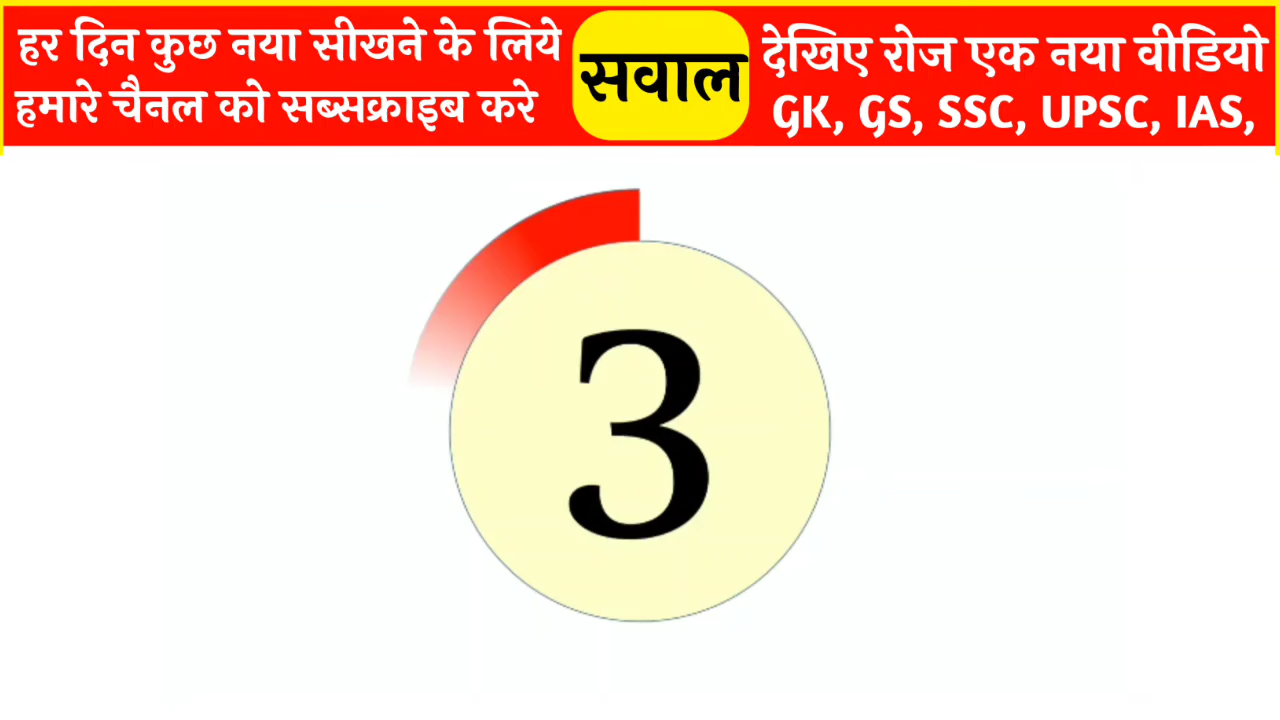 हर दिन कुछ नया सीखने के लिये
हमारे चैनल को सब्सक्राइब करे
सवाल
देखिए रोज एक नया वीडियो
GK, GS, SSC, UPSC, IAS,
3